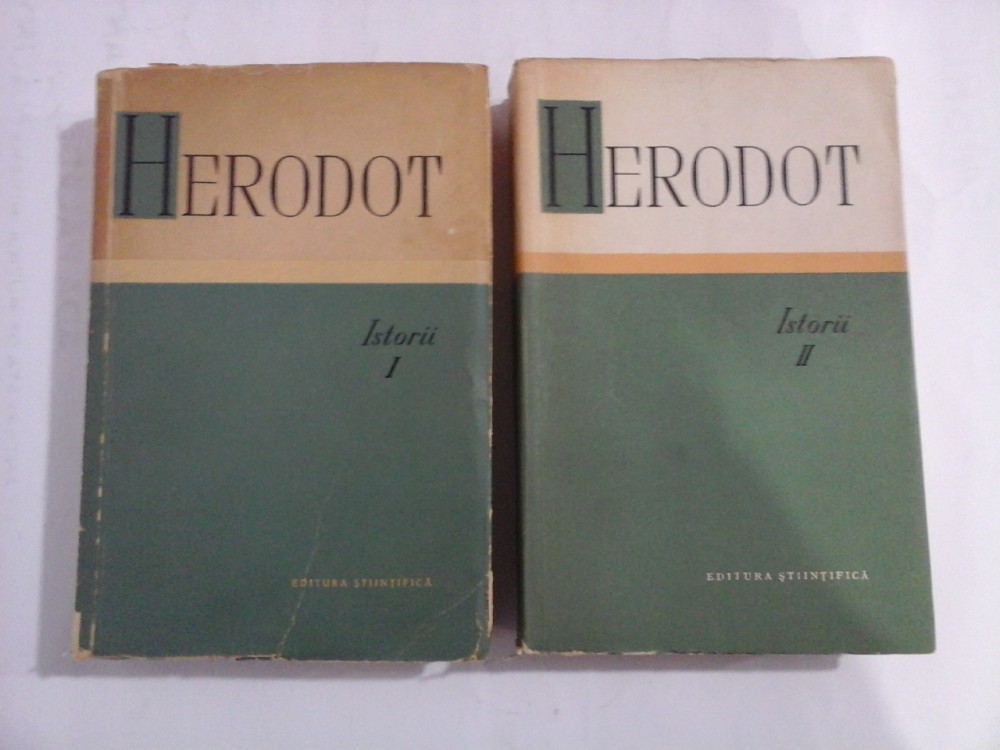 HERODOT
Istorii
I
EDITURA ŞTIINŢIFICĂ
HERODOT
Istorii
II
EDITURA ŞTIINŢIFICĂ